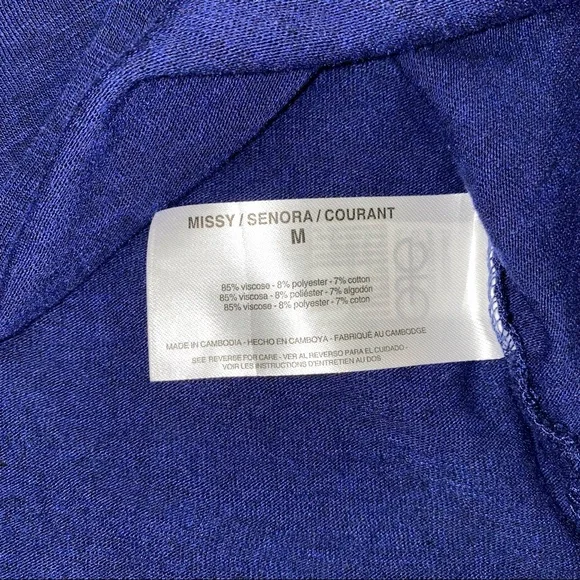 MISSY / SENORA / COURANT
M
85% viscose - 8% polyester - 7% cotton
85% viscosa - 8% poliéster - 7% algodón
85% viscose - 8% polyester - 7% coton
MADE IN CAMBODIA - HECHO EN CAMBOYA - FABRIQUÉ AU CAMBODGE
SEE REVERSE FOR CARE - VER AL REVERSO PARA EL CUIDADO -
VOIR LES INSTRUCTIONS D'ENTRETIEN AU DOS